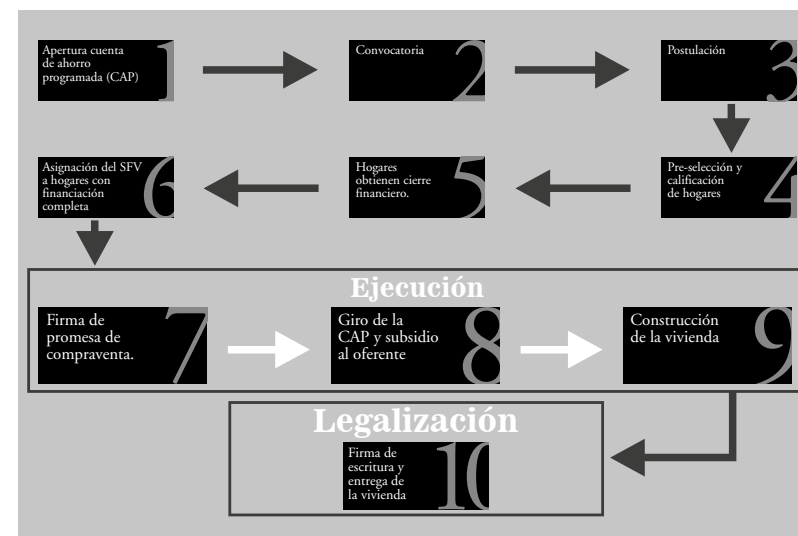 Apertura cuenta
de ahorro
programada (CAP)
1
Convocatoria
2
Postulación
3
Pre-selección y
calificación
de hogares
4
Hogares
obtienen cierre
financiero.
5
Asignación del SFV
a hogares con
financiación
completa
6
Ejecución
Firma de
promesa de
compraventa.
7
Giro de la
CAP y subsidio
al oferente
8
Construcción
de la vivienda
9
Legalización
Firma de
escritura y
entrega de
la vivienda
10